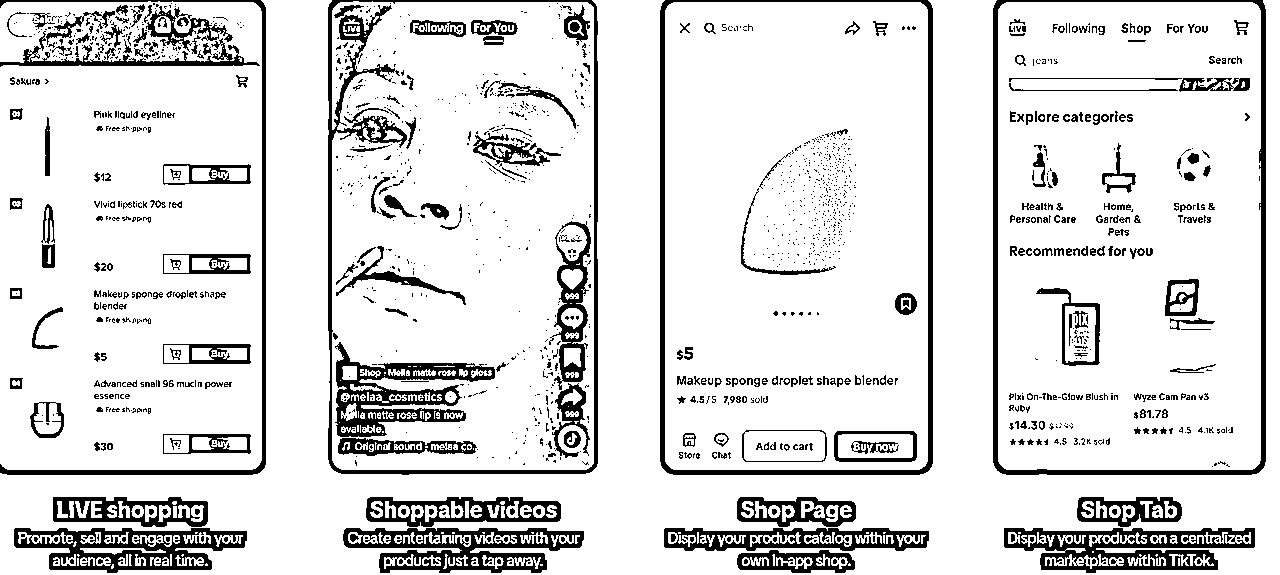 Sakura >
Pink liquid eyeliner
Free shipping
$12
Buy
Vivid lipstick 70s red
Free shipping
$20
Buy
Makeup sponge droplet shape
blender
Free shipping
$5
Buy
Advanced snail 96 mucin power
essence
Free shipping
$30
Buy
LIVE shopping
Promote, sell and engage with your
audience, all in real time.
LIVE
Following For You
999
999
999
999
Shop · Mella matte rose lip gloss
@melaa_cosmetics
Mella matte rose lip is now
available.
Original sound - melaa co.
Shoppable videos
Create entertaining videos with your
products just a tap away.
Search
$5
Makeup sponge droplet shape blender
4.5/5 7,980 sold
Store
Chat
Add to cart
Buy now
Shop Page
Display your product catalog within your
own in-app shop.
LIVE
Following Shop For You
jeans
Search
Explore categories >
Health &
Personal Care
Home,
Garden &
Pets
Sports &
Travels
Recommended for you
pixi
Pixi On-The-Glow Blush in
Ruby
$14.30
4.5 3.2K sold
Wyze Cam Pan v3
$81.78
4.5 4.1K sold
Shop Tab
Display your products on a centralized
marketplace within TikTok.